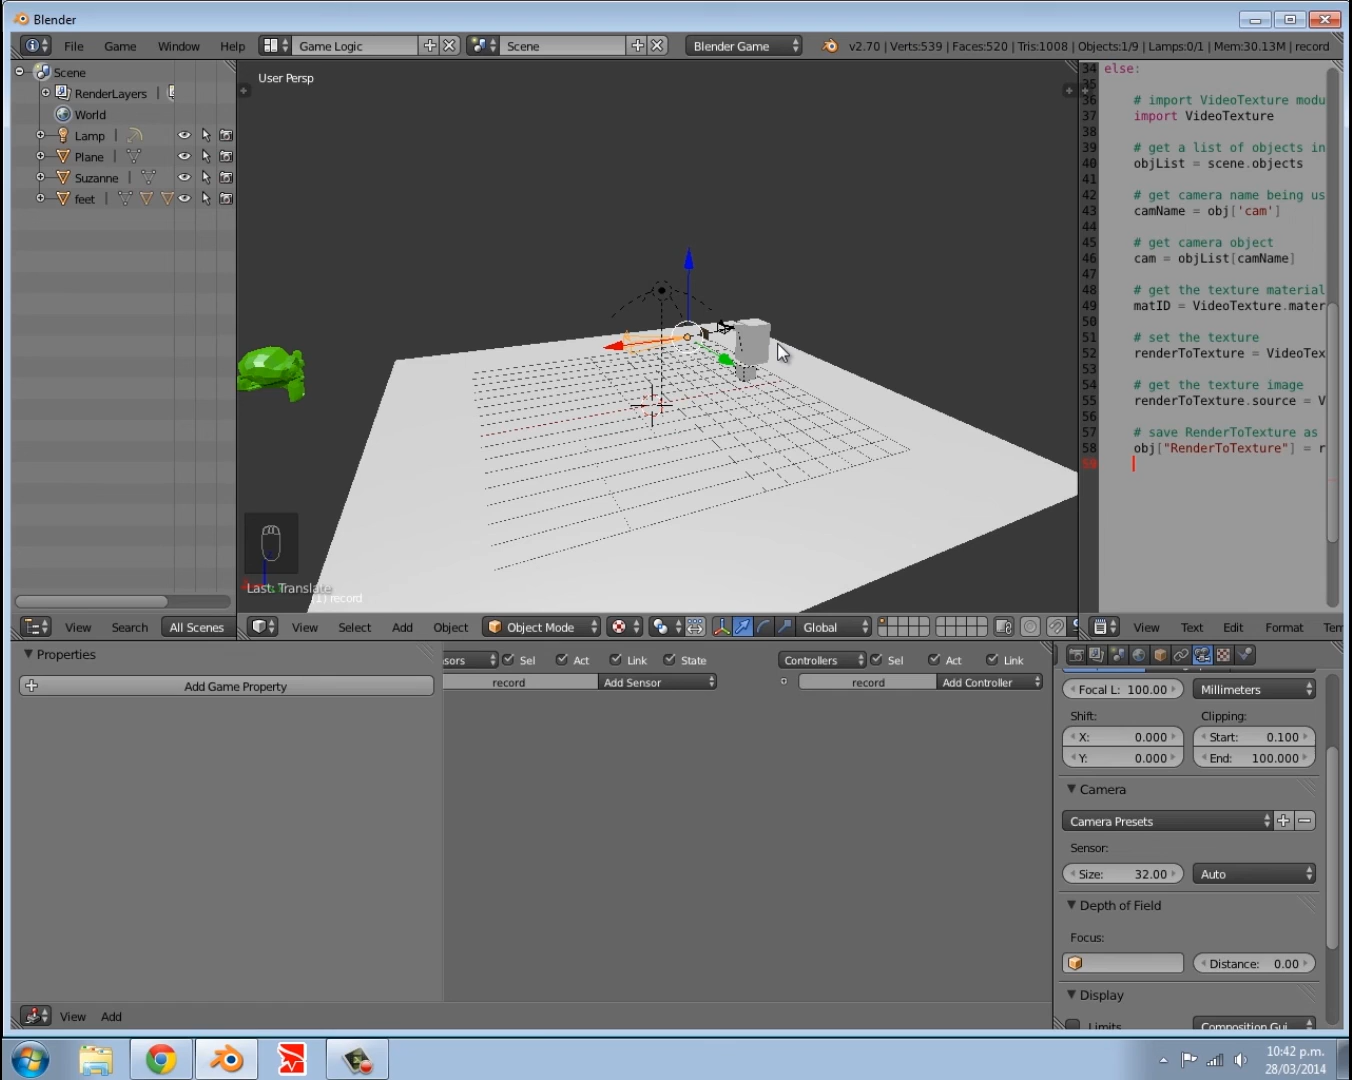 Blender
File Game Window Help Game Logic Scene Blender Game v2.70 | Verts:539 | Faces:520 | Tris:1008 | Objects:1/9 | Lamps:0/1 | Mem:30.13M | record
Scene
RenderLayers |
World
Lamp |
Plane |
Suzanne |
feet |
User Persp
Last: Translate
record
34 else:
35
36 # import VideoTexture modu
37 import VideoTexture
38
39 # get a list of objects in
40 objList = scene.objects
41
42 # get camera name being us
43 camName = obj['cam']
44
45 # get camera object
46 cam = objList[camName]
47
48 # get the texture material
49 matID = VideoTexture.mater
50
51 # set the texture
52 renderToTexture = VideoTex
53
54 # get the texture image
55 renderToTexture.source = V
56
57 # save RenderToTexture as
58 obj["RenderToTexture"] = r
59
View Search All Scenes
View Select Add Object Object Mode Global
View Text Edit Format Tem
Properties
Add Game Property
sors Sel Act Link State
record Add Sensor
Controllers Sel Act Link
record Add Controller
Focal L: 100.00 Millimeters
Shift: Clipping:
X: 0.000 Start: 0.100
Y: 0.000 End: 100.000
Camera
Camera Presets
Sensor:
Size: 32.00 Auto
Depth of Field
Focus:
Distance: 0.00
Display
Limits Composition Gui
View Add
10:42 p.m.
28/03/2014